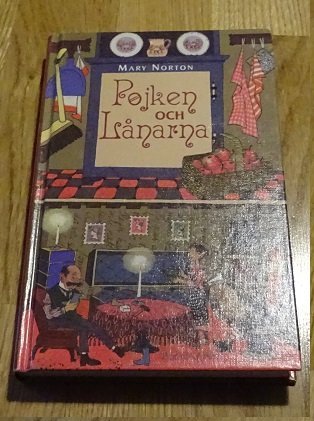 MARY NORTON
Pojken
OCH
Lånarna